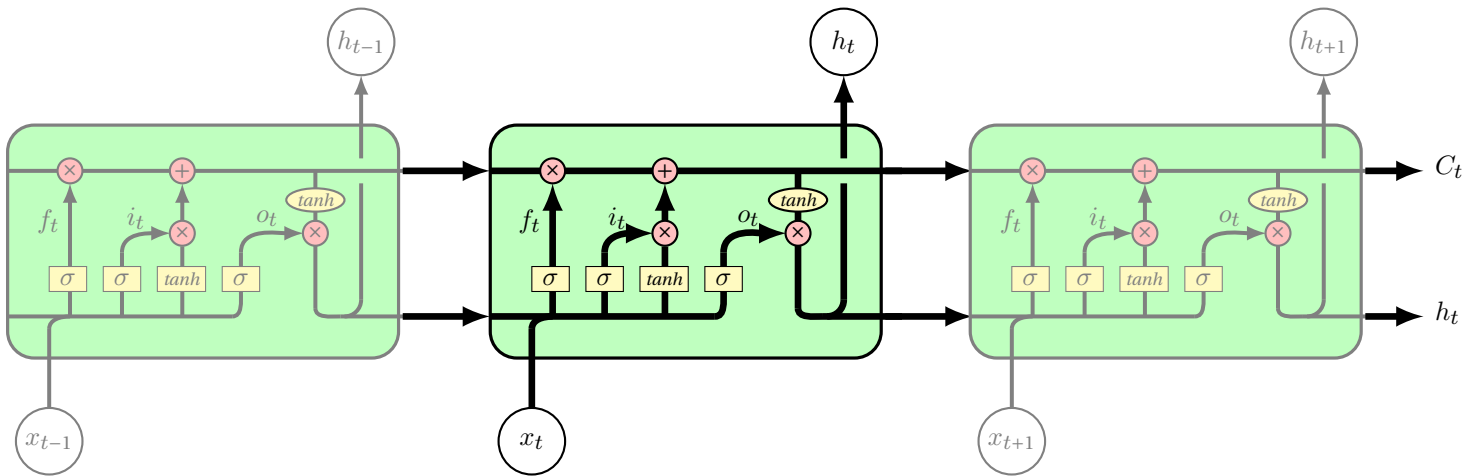 h_{t−1} h_t h_{t+1}
× + × + × +
C_t
tanh tanh tanh
f_t i_t o_t × × f_t i_t o_t × × f_t i_t o_t × ×
σ σ tanh σ σ σ tanh σ σ σ tanh σ
h_t
x_{t−1} x_t x_{t+1}